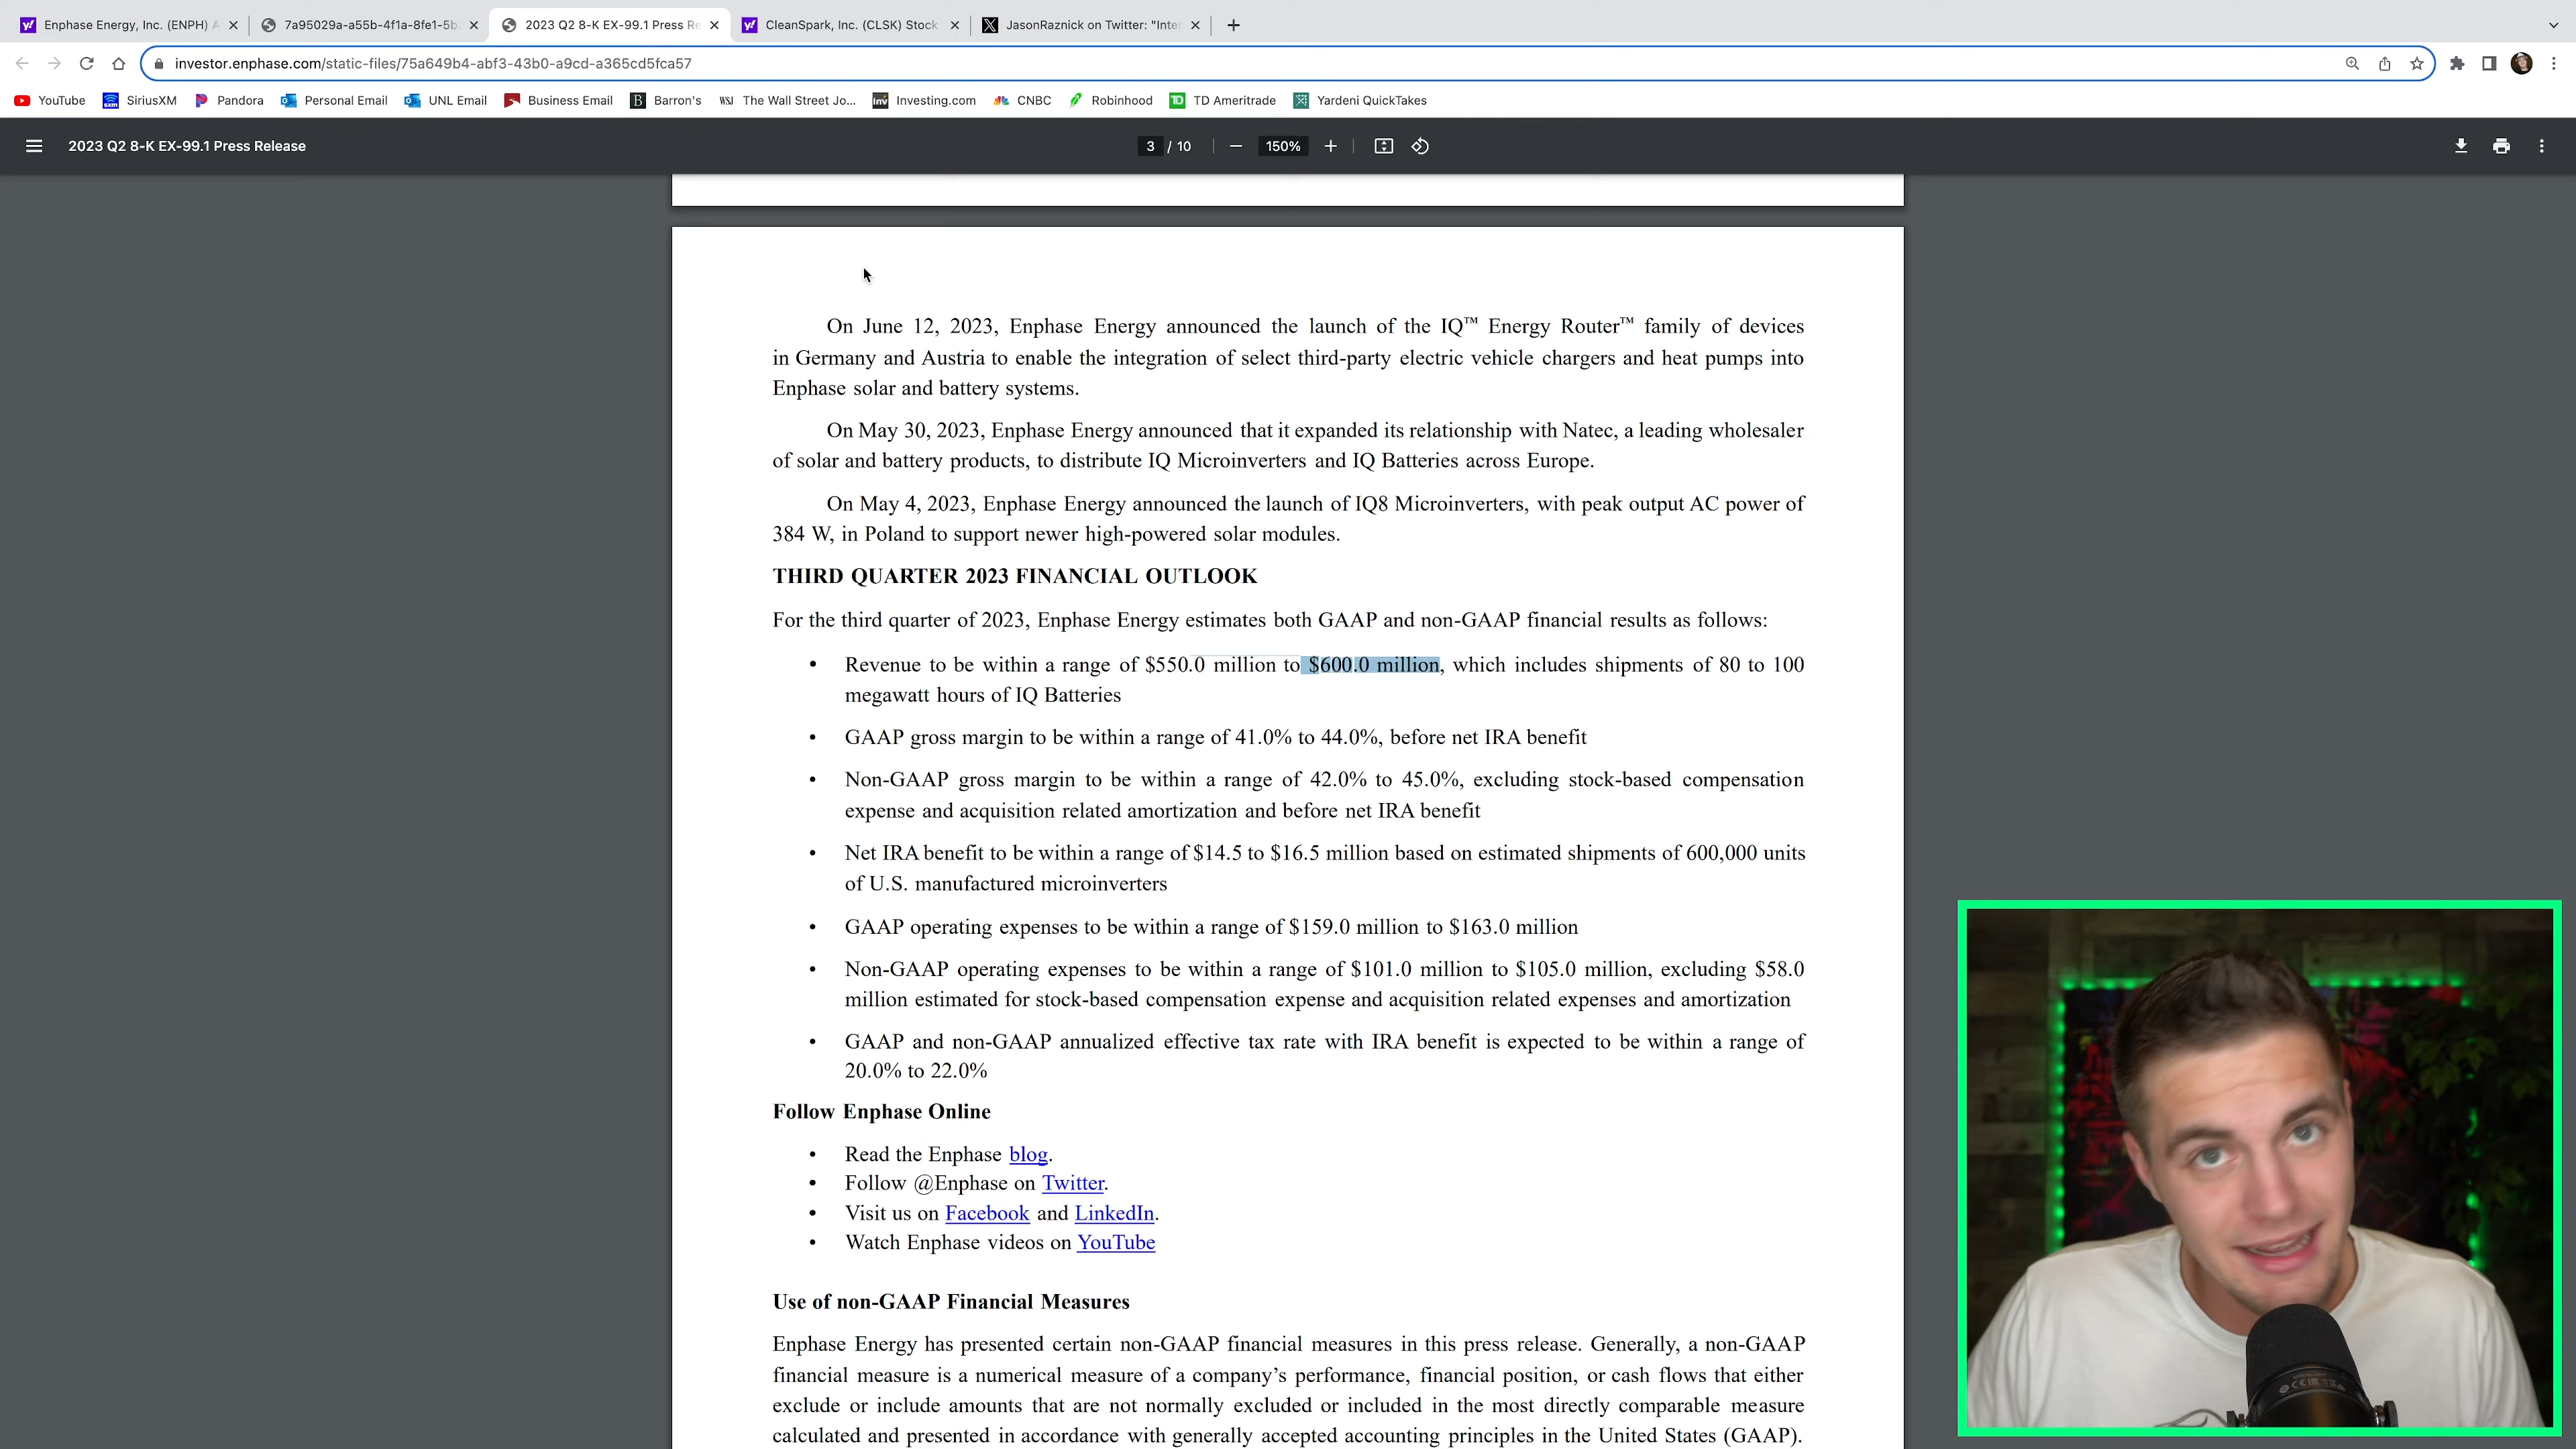 Enphase Energy, Inc. (ENPH) A
7a95029a-a55b-4f1a-8fe1-5b
2023 Q2 8-K EX-99.1 Press Re
CleanSpark, Inc. (CLSK) Stock
JasonRaznick on Twitter: "Inter
investor.enphase.com/static-files/75a649b4-abf3-43b0-a9cd-a365cd5fca57
YouTube
SiriusXM
Pandora
Personal Email
UNL Email
Business Email
B Barron's
WSJ The Wall Street Jo...
Inv Investing.com
CNBC
Robinhood
TD TD Ameritrade
Yardeni QuickTakes
2023 Q2 8-K EX-99.1 Press Release
3 / 10
150%
On June 12, 2023, Enphase Energy announced the launch of the IQ™ Energy Router™ family of devices
in Germany and Austria to enable the integration of select third-party electric vehicle chargers and heat pumps into
Enphase solar and battery systems.
On May 30, 2023, Enphase Energy announced that it expanded its relationship with Natec, a leading wholesaler
of solar and battery products, to distribute IQ Microinverters and IQ Batteries across Europe.
On May 4, 2023, Enphase Energy announced the launch of IQ8 Microinverters, with peak output AC power of
384 W, in Poland to support newer high-powered solar modules.
THIRD QUARTER 2023 FINANCIAL OUTLOOK
For the third quarter of 2023, Enphase Energy estimates both GAAP and non-GAAP financial results as follows:
• Revenue to be within a range of $550.0 million to $600.0 million, which includes shipments of 80 to 100
megawatt hours of IQ Batteries
• GAAP gross margin to be within a range of 41.0% to 44.0%, before net IRA benefit
• Non-GAAP gross margin to be within a range of 42.0% to 45.0%, excluding stock-based compensation
expense and acquisition related amortization and before net IRA benefit
• Net IRA benefit to be within a range of $14.5 to $16.5 million based on estimated shipments of 600,000 units
of U.S. manufactured microinverters
• GAAP operating expenses to be within a range of $159.0 million to $163.0 million
• Non-GAAP operating expenses to be within a range of $101.0 million to $105.0 million, excluding $58.0
million estimated for stock-based compensation expense and acquisition related expenses and amortization
• GAAP and non-GAAP annualized effective tax rate with IRA benefit is expected to be within a range of
20.0% to 22.0%
Follow Enphase Online
• Read the Enphase blog.
• Follow @Enphase on Twitter.
• Visit us on Facebook and LinkedIn.
• Watch Enphase videos on YouTube
Use of non-GAAP Financial Measures
Enphase Energy has presented certain non-GAAP financial measures in this press release. Generally, a non-GAAP
financial measure is a numerical measure of a company's performance, financial position, or cash flows that either
exclude or include amounts that are not normally excluded or included in the most directly comparable measure
calculated and presented in accordance with generally accepted accounting principles in the United States (GAAP).